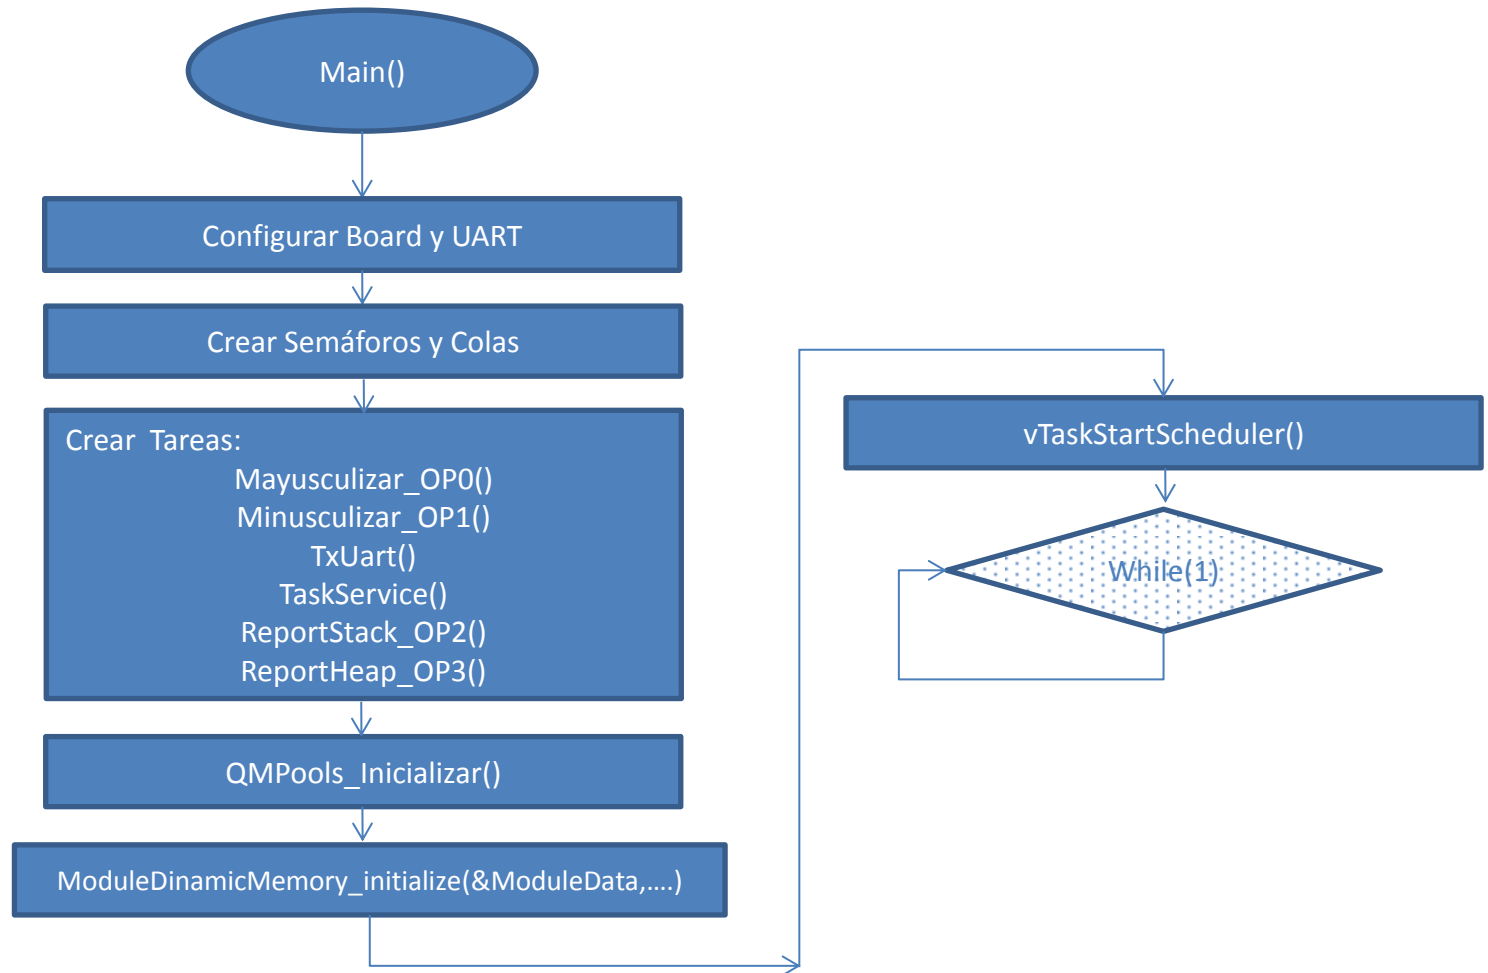 Main()
Configurar Board y UART
Crear Semáforos y Colas
Crear  Tareas:
Mayusculizar_OP0()
Minusculizar_OP1()
TxUart()
TaskService()
ReportStack_OP2()
ReportHeap_OP3()
QMPools_Inicializar()
ModuleDinamicMemory_initialize(&ModuleData,….)
vTaskStartScheduler()
While(1)